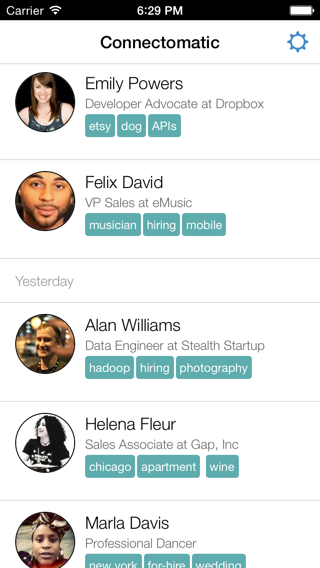 Carrier 6:29 PM
Connectomatic
Emily Powers
Developer Advocate at Dropbox
etsy dog APIs
Felix David
VP Sales at eMusic
musician hiring mobile
Yesterday
Alan Williams
Data Engineer at Stealth Startup
hadoop hiring photography
Helena Fleur
Sales Associate at Gap, Inc
chicago apartment wine
Marla Davis
Professional Dancer
new york for-hire wedding